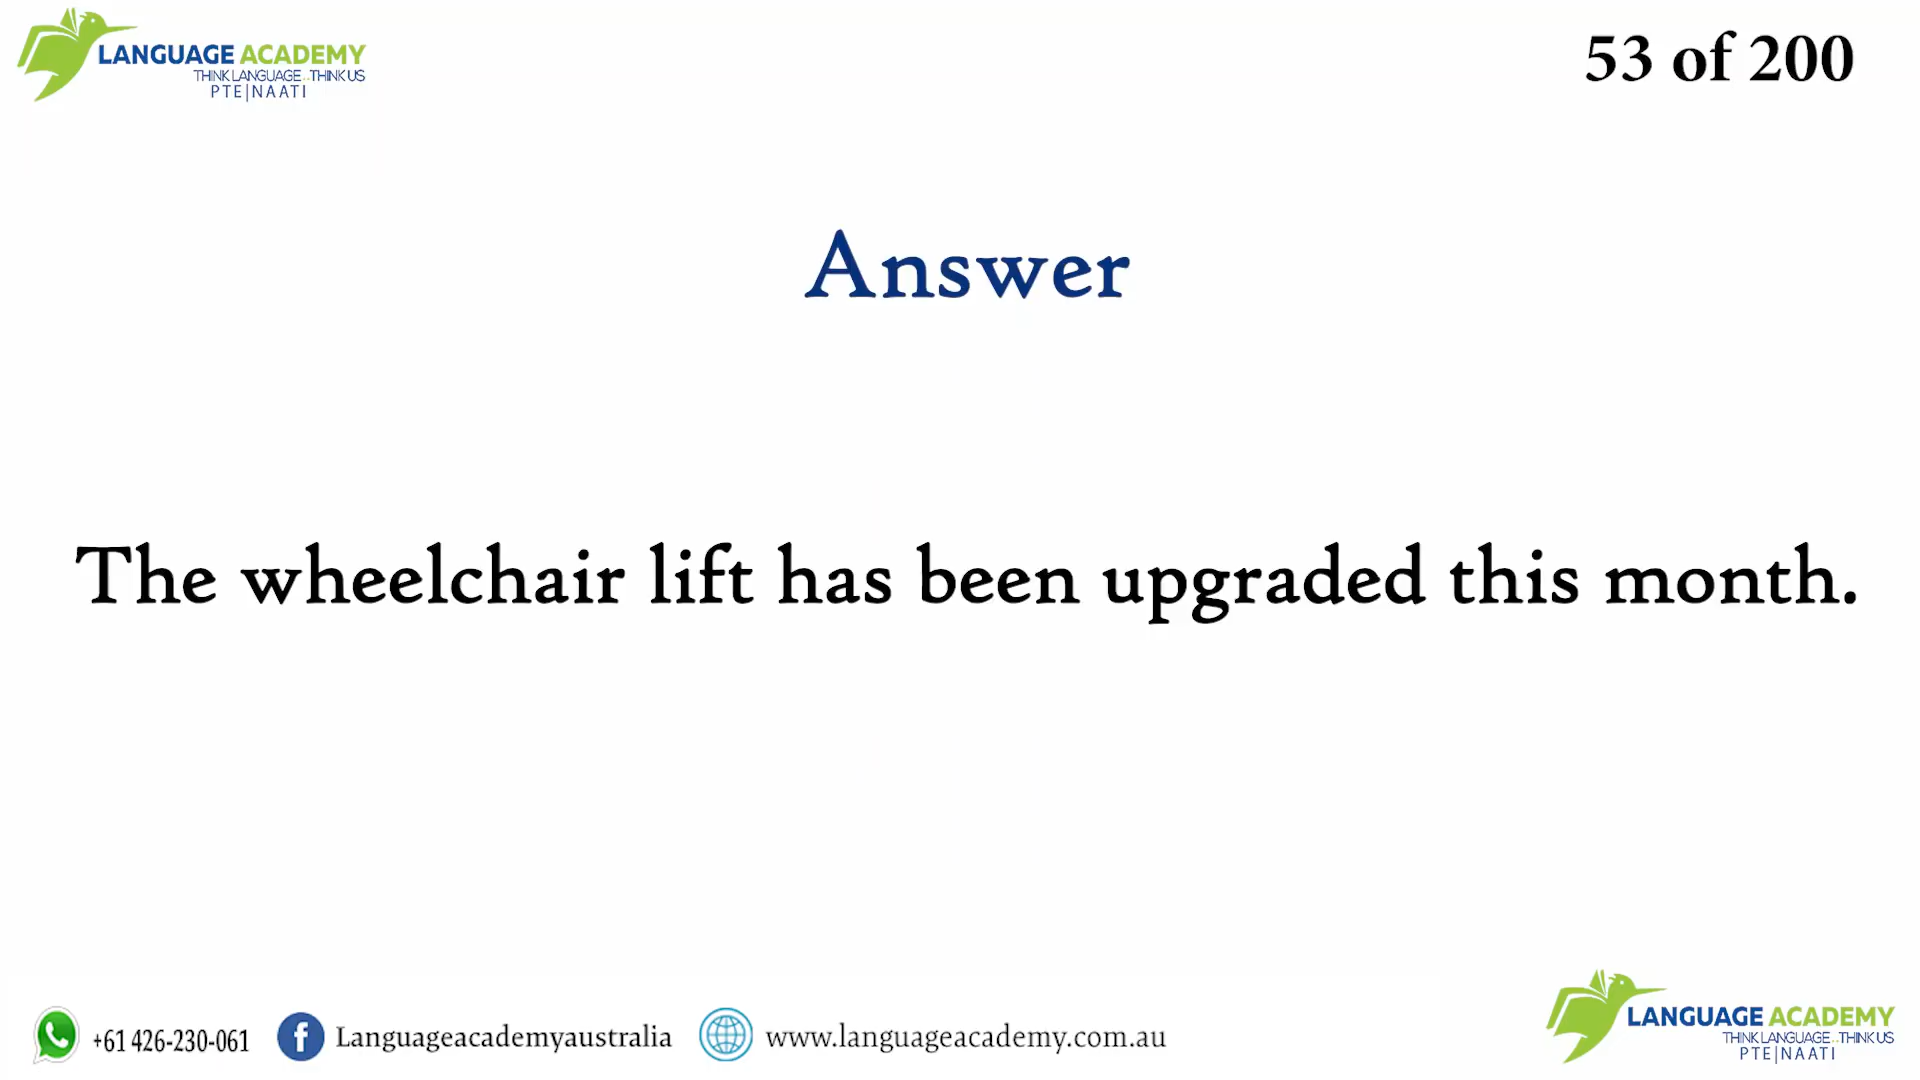 LANGUAGE ACADEMY
THINK LANGUAGE..THINK US
PTE|NAATI
53 of 200
Answer
The wheelchair lift has been upgraded this month.
+61 426-230-061
Languageacademyaustralia
www.languageacademy.com.au
LANGUAGE ACADEMY
THINK LANGUAGE..THINK US
PTE|NAATI